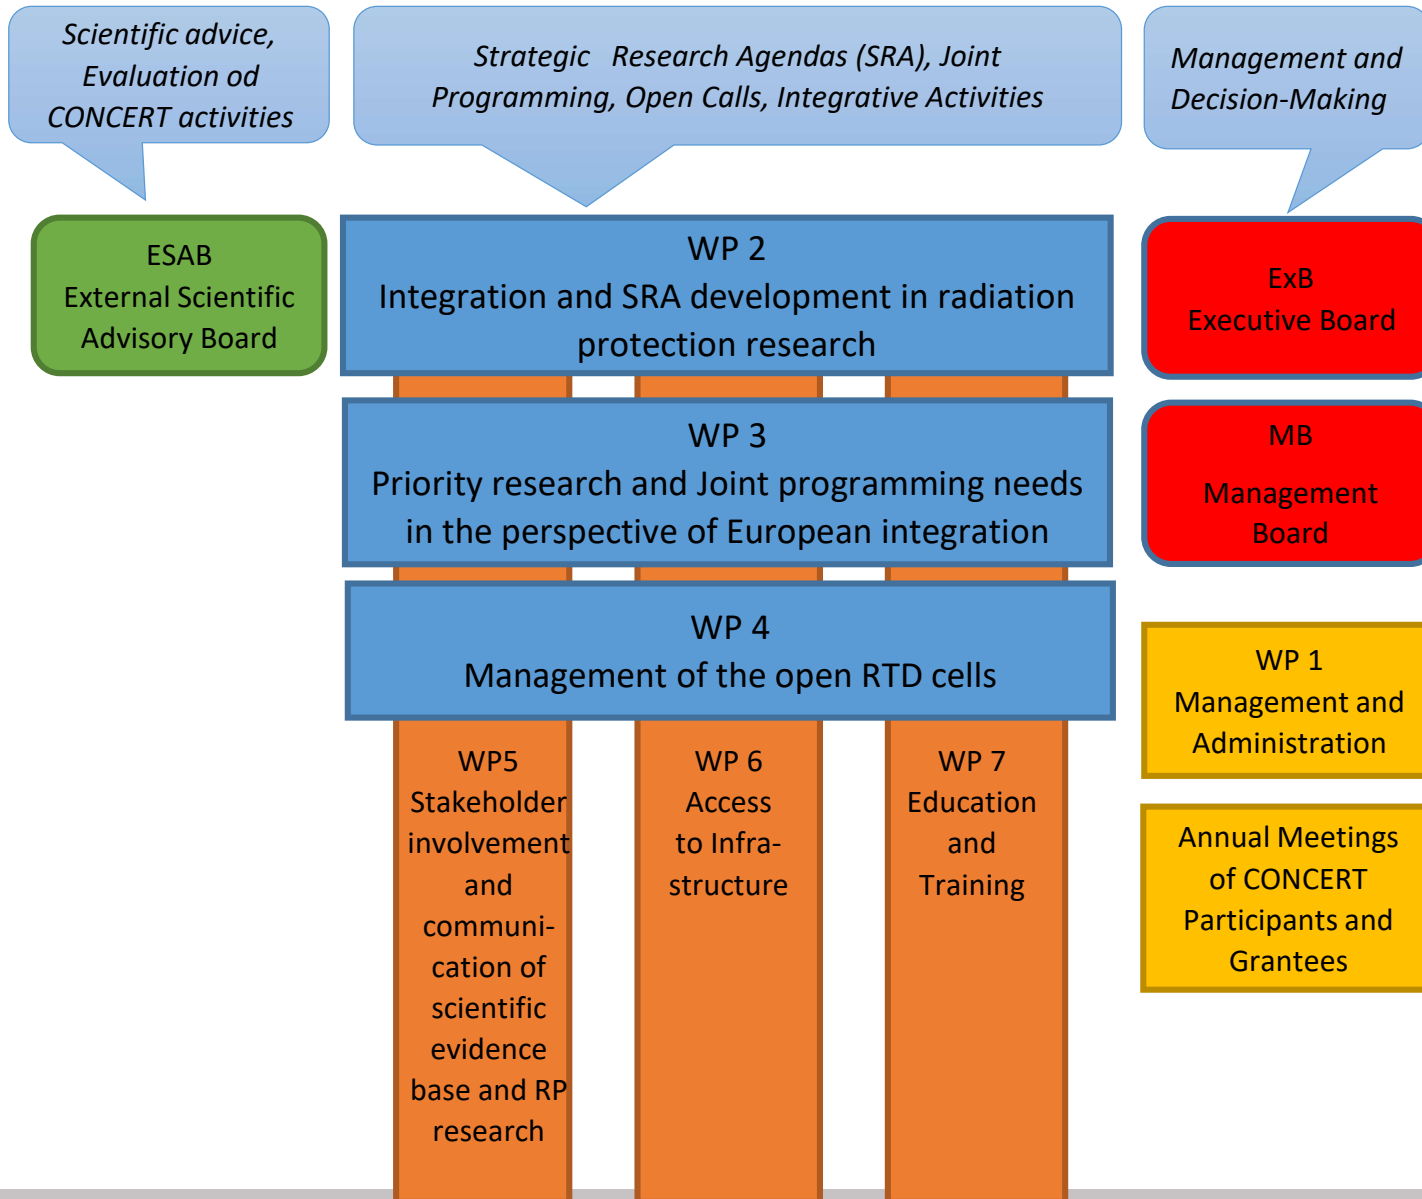 Scientific advice,
Evaluation od
CONCERT activities
Strategic Research Agendas (SRA), Joint
Programming, Open Calls, Integrative Activities
Management and
Decision-Making
ESAB
External Scientific
Advisory Board
WP 2
Integration and SRA development in radiation
protection research
ExB
Executive Board
WP 3
Priority research and Joint programming needs
in the perspective of European integration
MB
Management
Board
WP 4
Management of the open RTD cells
WP 1
Management and
Administration
WP5
Stakeholder
involvement
and
communi-
cation of
scientific
evidence
base and RP
research
WP 6
Access
to Infra-
structure
WP 7
Education
and
Training
Annual Meetings
of CONCERT
Participants and
Grantees